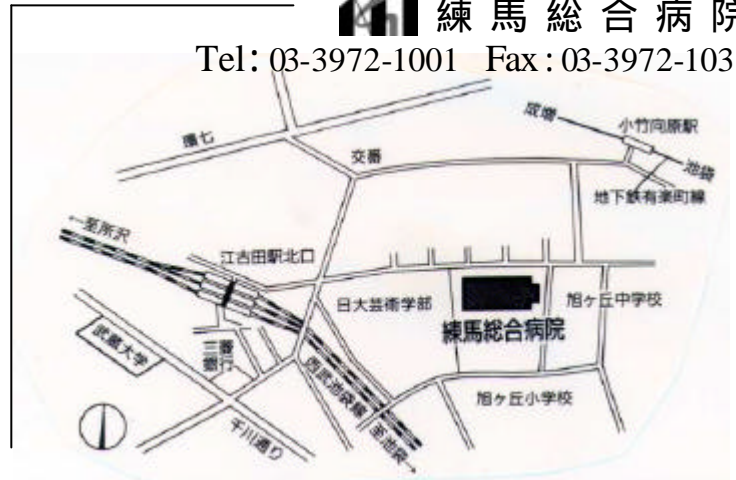 練馬総合病院
Tel: 03-3972-1001 Fax : 03-3972-103
環七
交番
成増
小竹向原駅
池袋
地下鉄有楽町線
←至所沢
江古田駅北口
日大芸術学部
練馬総合病院
旭ヶ丘中学校
武蔵大学
三菱
銀行
西武池袋線
至池袋→
旭ヶ丘小学校
千川通り